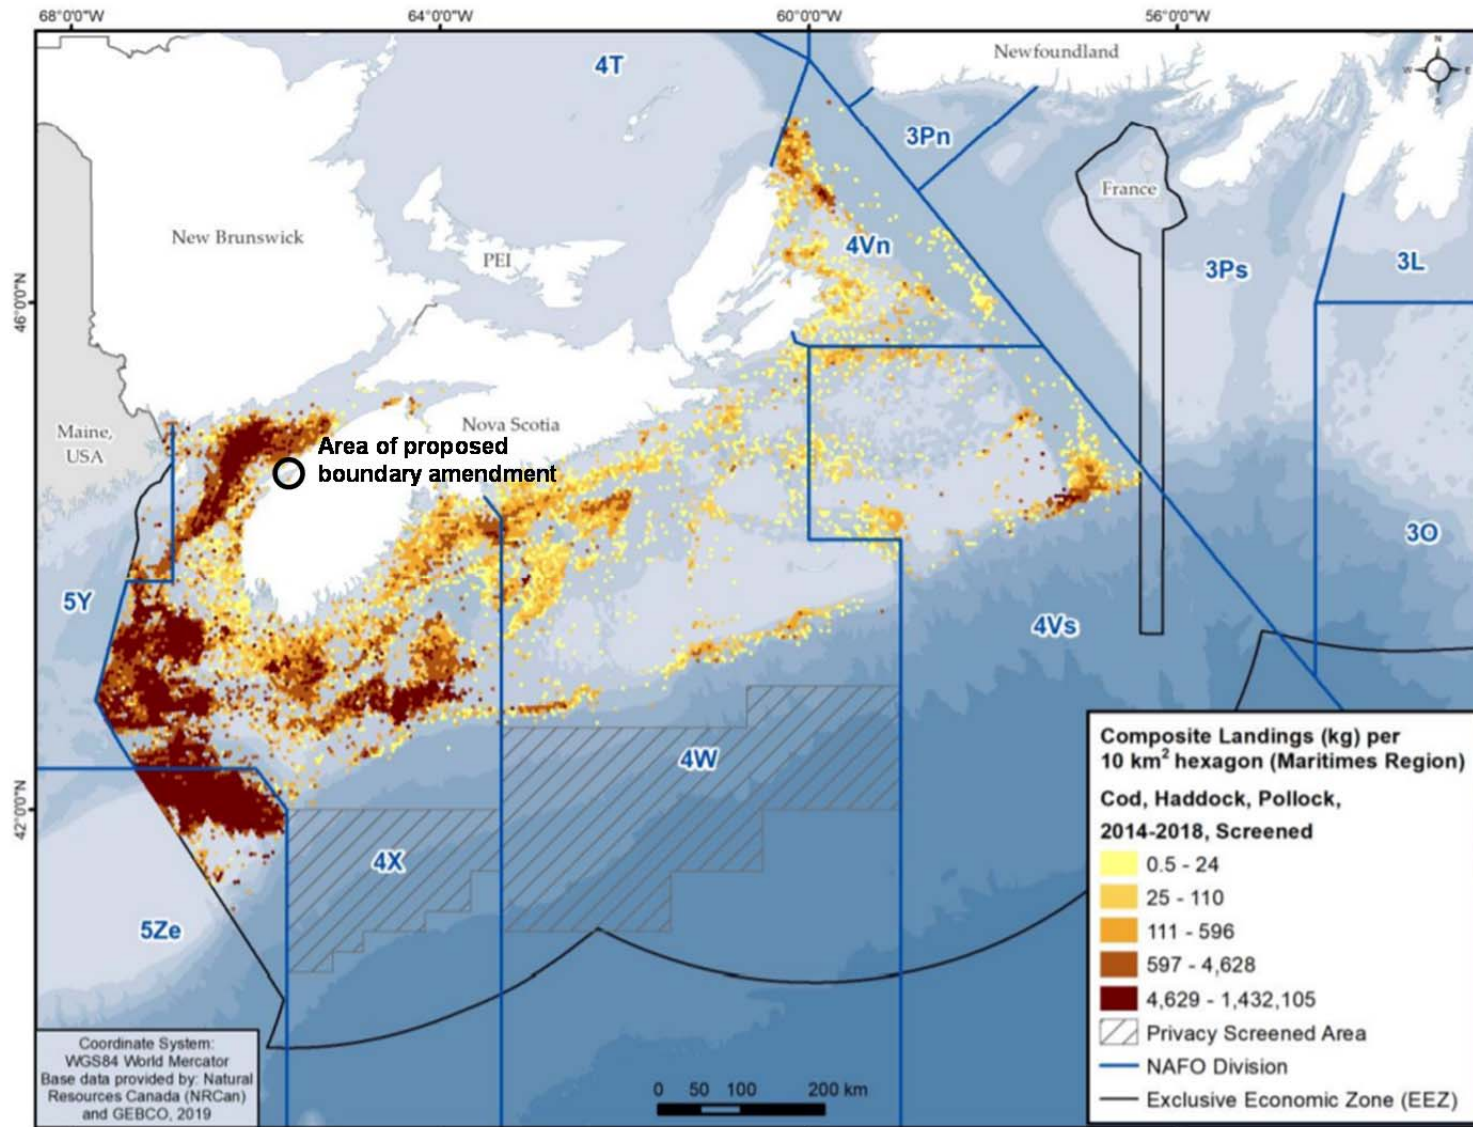 68°0'0"W
64°0'0"W
60°0'0"W
56°0'0"W
4T
Newfoundland
N
W
E
S
3Pn
France
New Brunswick
PEI
4Vn
3Ps
3L
46°0'0"N
Maine,
USA
Nova Scotia
Area of proposed
boundary amendment
3O
5Y
4Vs
4W
42°0'0"N
4X
5Ze
Composite Landings (kg) per
10 km² hexagon (Maritimes Region)
Cod, Haddock, Pollock,
2014-2018, Screened
0.5 - 24
25 - 110
111 - 596
597 - 4,628
4,629 - 1,432,105
Privacy Screened Area
NAFO Division
Exclusive Economic Zone (EEZ)
Coordinate System:
WGS84 World Mercator
Base data provided by: Natural
Resources Canada (NRCan)
and GEBCO, 2019
0 50 100 200 km